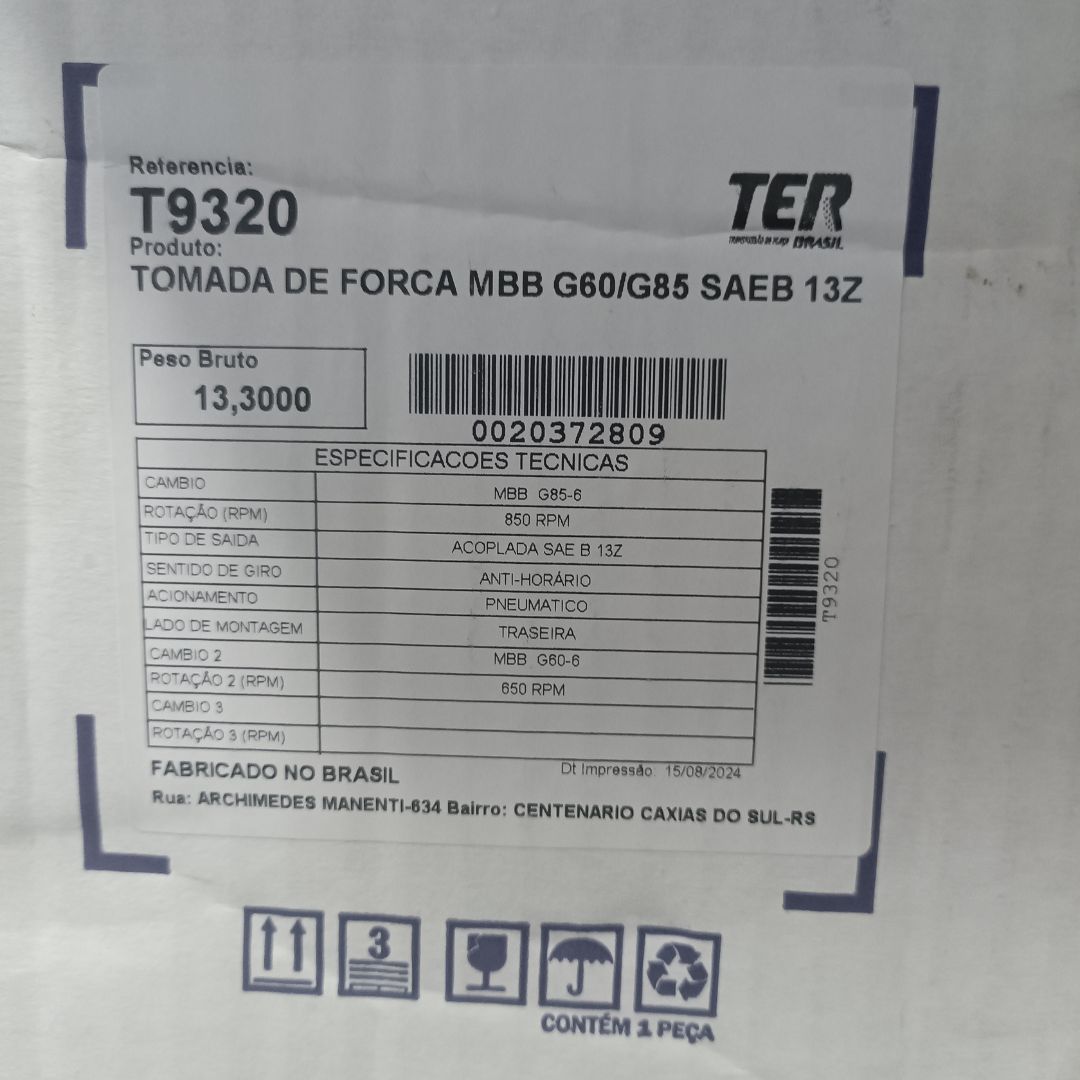 Referencia:
T9320
Produto:
TOMADA DE FORCA MBB G60/G85 SAEB 13Z
TER
BRASIL
Peso Bruto
13,3000
0020372809
ESPECIFICACOES TECNICAS
CAMBIO MBB G85-6
ROTAÇÃO (RPM) 850 RPM
TIPO DE SAIDA ACOPLADA SAE B 13Z
SENTIDO DE GIRO ANTI-HORÁRIO
ACIONAMENTO PNEUMATICO
LADO DE MONTAGEM TRASEIRA
CAMBIO 2 MBB G60-6
ROTAÇÃO 2 (RPM) 650 RPM
CAMBIO 3
ROTAÇÃO 3 (RPM)
T9320
FABRICADO NO BRASIL
Dt Impressão. 15/08/2024
Rua: ARCHIMEDES MANENTI-634 Bairro: CENTENARIO CAXIAS DO SUL-RS
3
CONTÉM 1 PEÇA